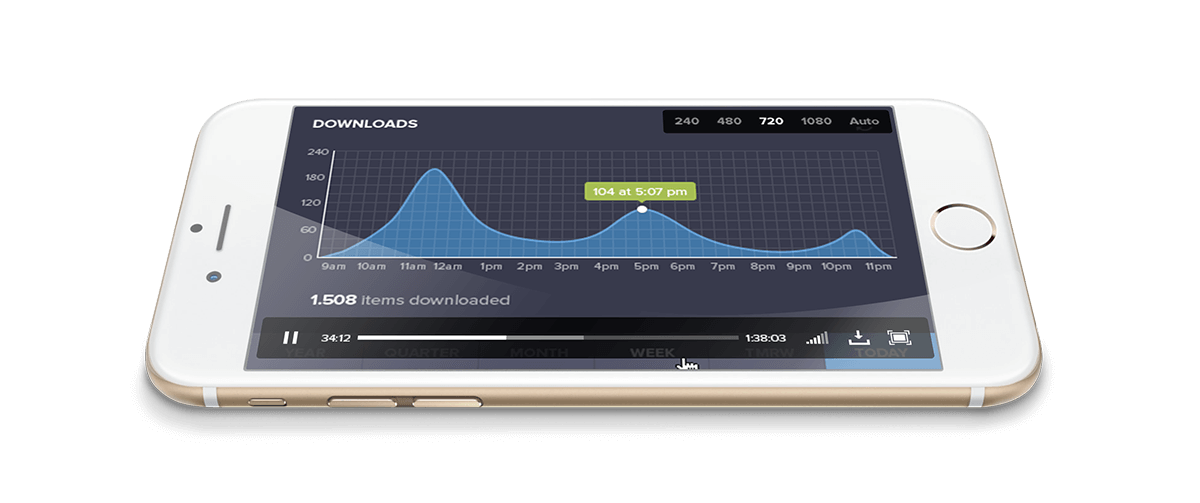 DOWNLOADS
240 480 720 1080 Auto
240
180
120
60
0
104 at 5:07 pm
9am 10am 11am 12am 1pm 2pm 3pm 4pm 5pm 6pm 7pm 8pm 9pm 10pm 11pm
1.508 Items downloaded
34:12 1:38:03
YEAR QUARTER MONTH WEEK TMRW TODAY